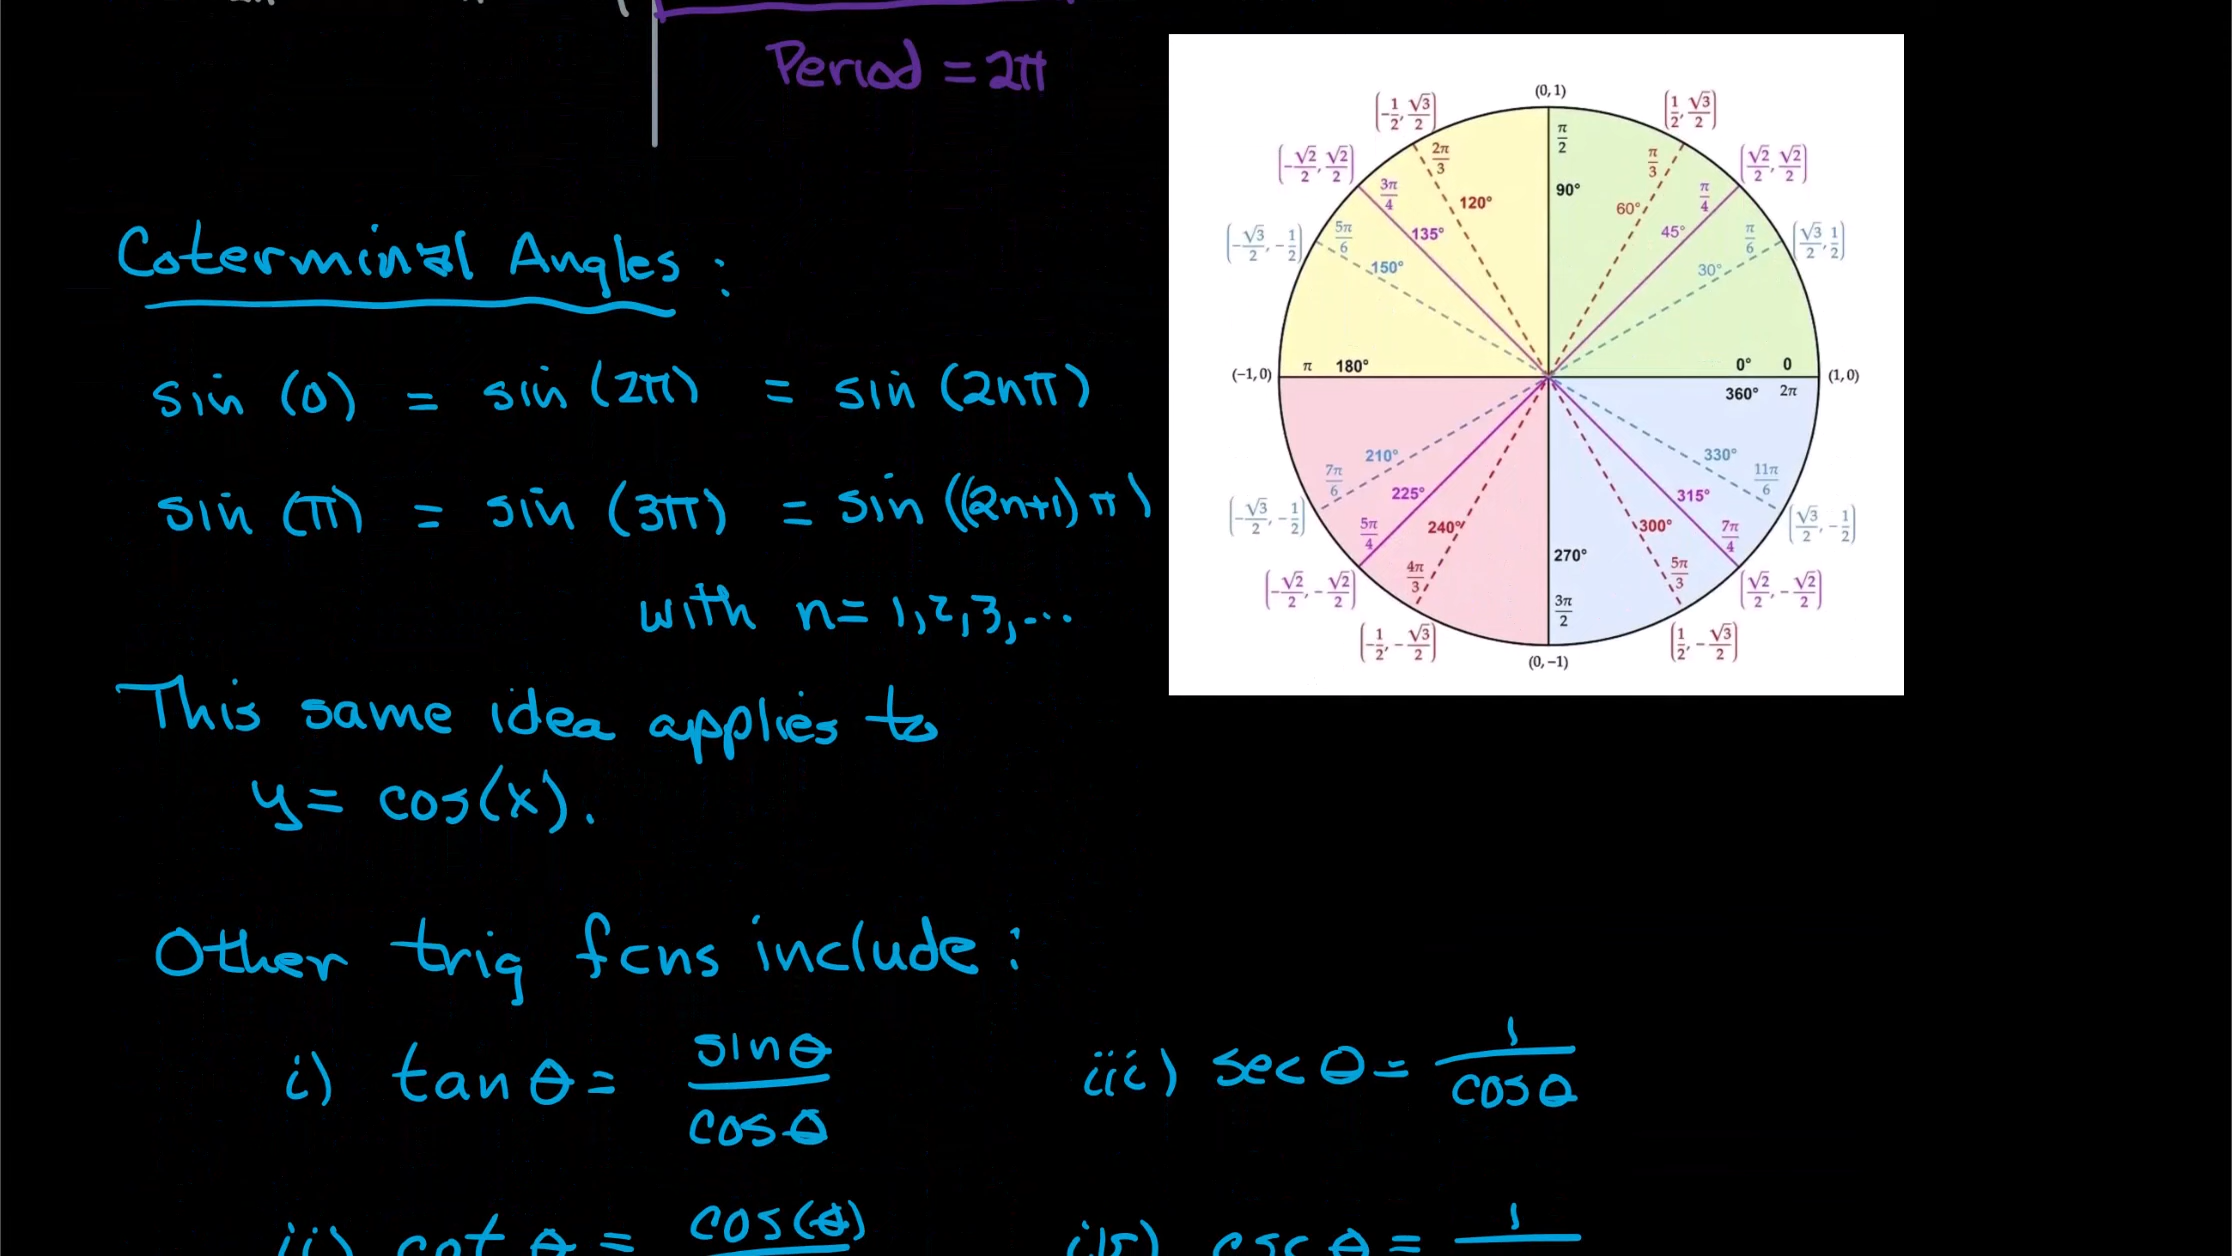 Period = 2π
Coterminal Angles :
sin (0) = sin (2π) = sin (2nπ)
sin (π) = sin (3π) = sin ((2n+1) π)
with n= 1,2,3,...
This same idea applies to
y= cos(x).
Other trig fcns include :
i) tan θ = sinθ/cosθ
iii) sec θ = 1/cosθ
ii) cot θ = cos(θ)
iv) csc θ = 1
(0, 1)
(-1/2, √3/2)
(1/2, √3/2)
(-√2/2, √2/2)
(√2/2, √2/2)
(-√3/2, -1/2)
(√3/2, 1/2)
2π/3
π/2
π/3
3π/4
π/4
5π/6
π/6
120°
90°
60°
135°
45°
150°
30°
(-1, 0)
π 180°
0° 0
(1, 0)
360° 2π
210°
330°
7π/6
11π/6
225°
315°
5π/4
7π/4
240°
300°
270°
4π/3
3π/2
5π/3
(-√3/2, -1/2)
(√3/2, -1/2)
(-√2/2, -√2/2)
(√2/2, -√2/2)
(-1/2, -√3/2)
(1/2, -√3/2)
(0, -1)